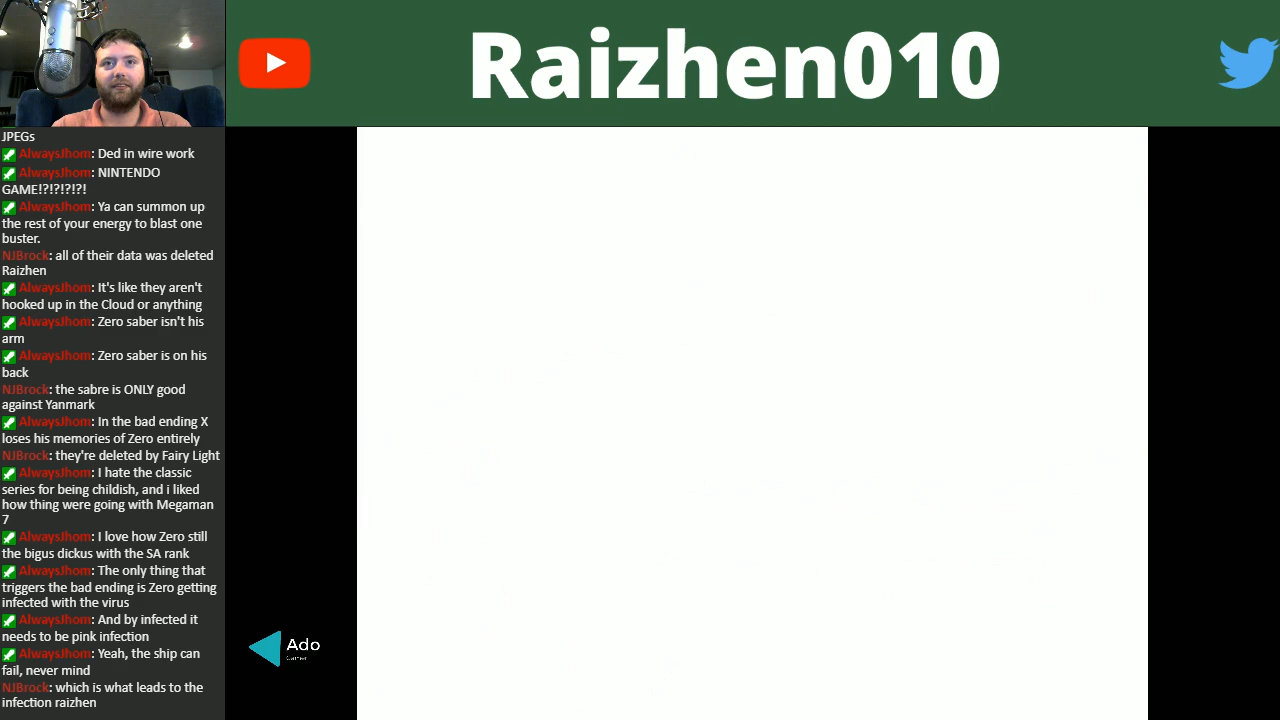 Raizhen010
JPEGs
AlwaysJhom: Ded in wire work
AlwaysJhom: NINTENDO
GAME!?!?!?!?!
AlwaysJhom: Ya can summon up
the rest of your energy to blast one
buster.
NJBrock: all of their data was deleted
Raizhen
AlwaysJhom: It's like they aren't
hooked up in the Cloud or anything
AlwaysJhom: Zero saber isn't his
arm
AlwaysJhom: Zero saber is on his
back
NJBrock: the sabre is ONLY good
against Yanmark
AlwaysJhom: In the bad ending X
loses his memories of Zero entirely
NJBrock: they're deleted by Fairy Light
AlwaysJhom: I hate the classic
series for being childish, and i liked
how thing were going with Megaman
7
AlwaysJhom: I love how Zero still
the bigus dickus with the SA rank
AlwaysJhom: The only thing that
triggers the bad ending is Zero getting
infected with the virus
AlwaysJhom: And by infected it
needs to be pink infection
AlwaysJhom: Yeah, the ship can
fail, never mind
NJBrock: which is what leads to the
infection raizhen
Ado